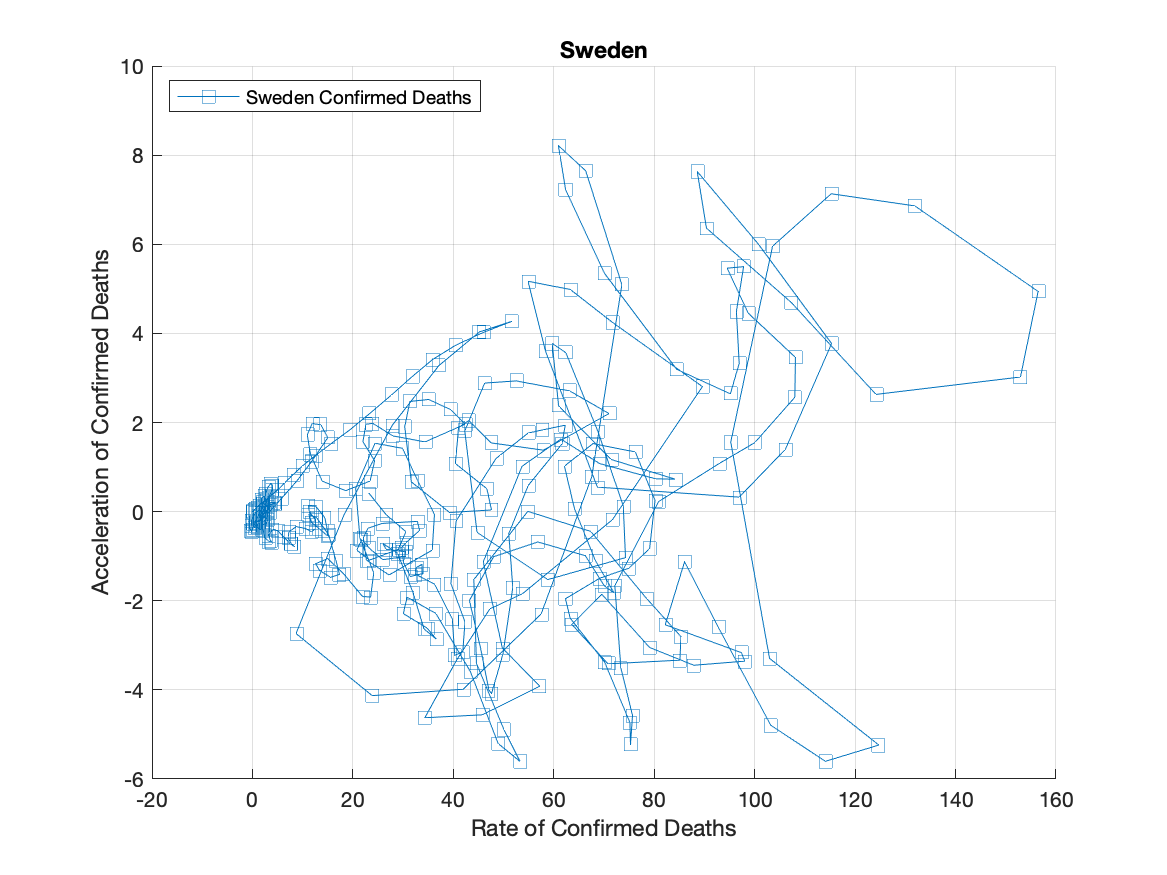 Sweden
10
Sweden Confirmed Deaths
8
6
4
2
0
-2
-4
-6
Acceleration of Confirmed Deaths
-20 0 20 40 60 80 100 120 140 160
Rate of Confirmed Deaths